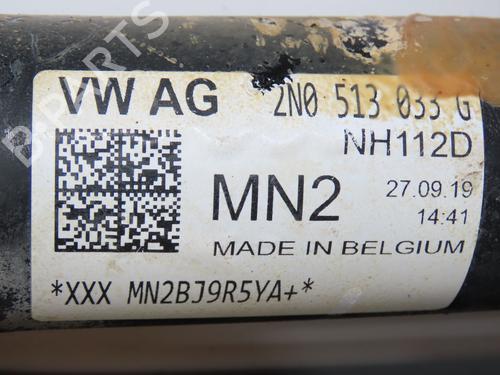 VW AG 2N0 513 033 G
NH112D
MN2 27.09.19
14:41
MADE IN BELGIUM
*XXX MN2BJ9R5YA+*